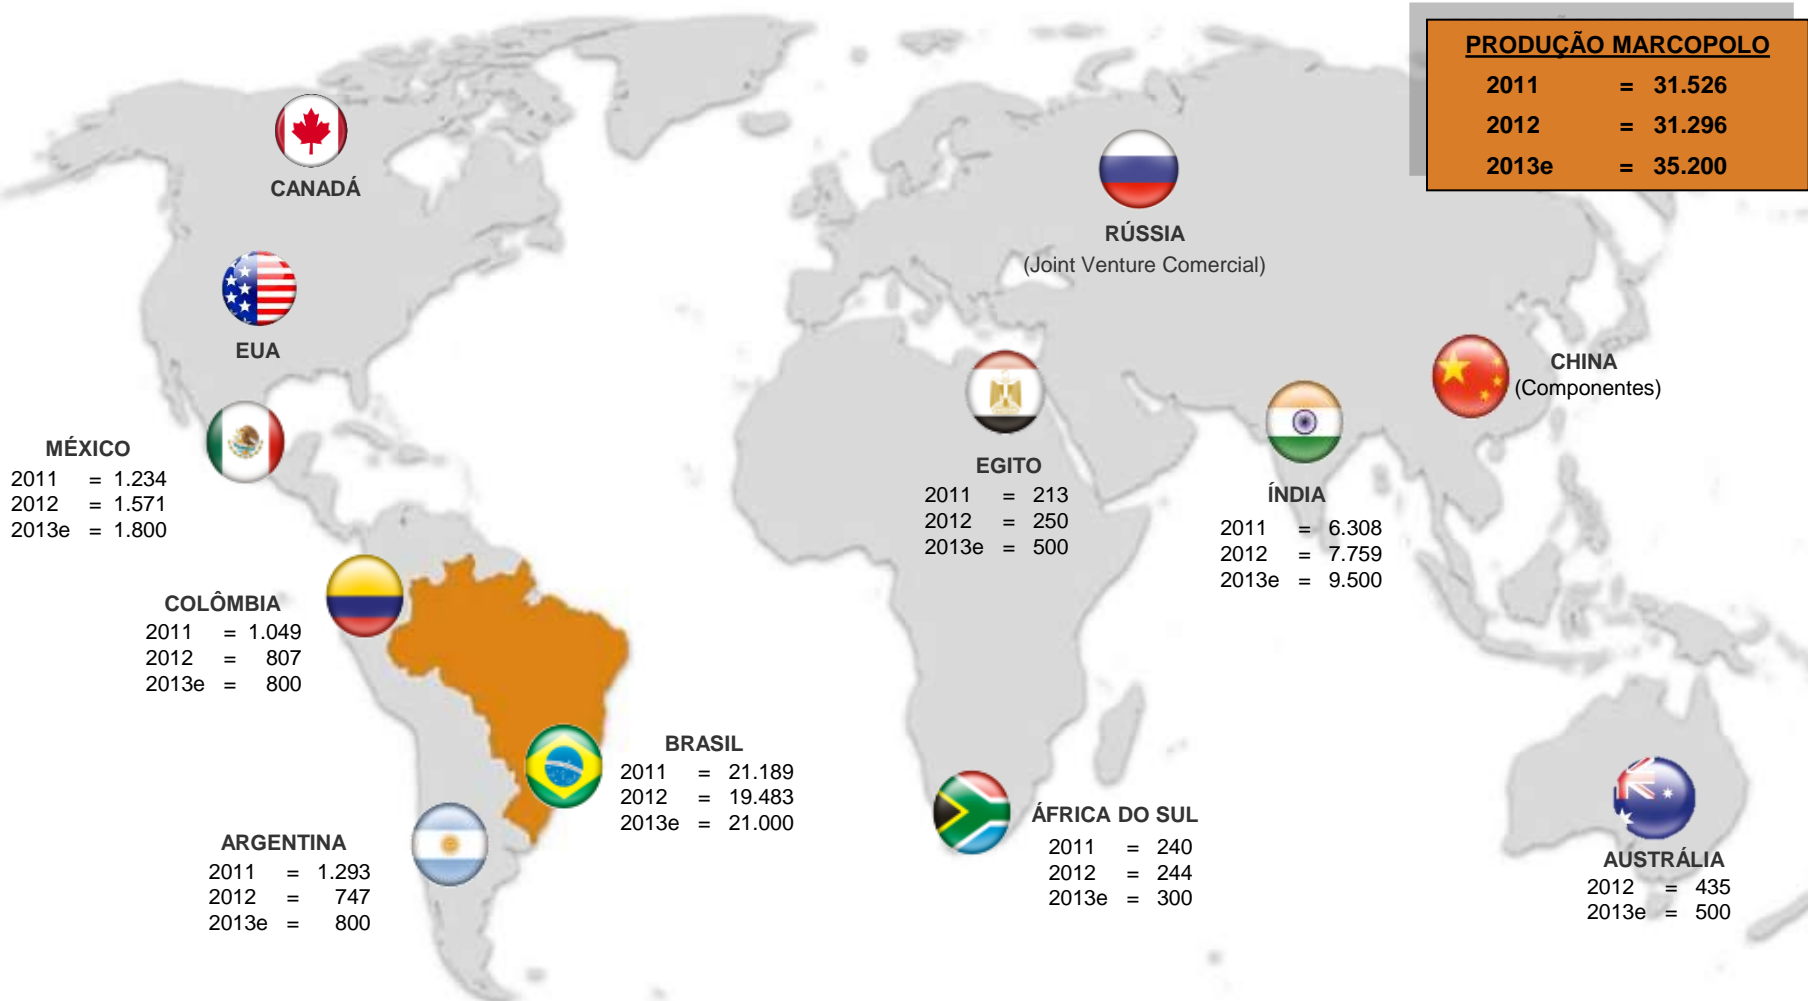 PRODUÇÃO MARCOPOLO
2011 = 31.526
2012 = 31.296
2013e = 35.200
CANADÁ
RÚSSIA
(Joint Venture Comercial)
EUA
CHINA
(Componentes)
MÉXICO
2011 = 1.234
2012 = 1.571
2013e = 1.800
EGITO
2011 = 213
2012 = 250
2013e = 500
ÍNDIA
2011 = 6.308
2012 = 7.759
2013e = 9.500
COLÔMBIA
2011 = 1.049
2012 = 807
2013e = 800
BRASIL
2011 = 21.189
2012 = 19.483
2013e = 21.000
ARGENTINA
2011 = 1.293
2012 = 747
2013e = 800
ÁFRICA DO SUL
2011 = 240
2012 = 244
2013e = 300
AUSTRÁLIA
2012 = 435
2013e = 500